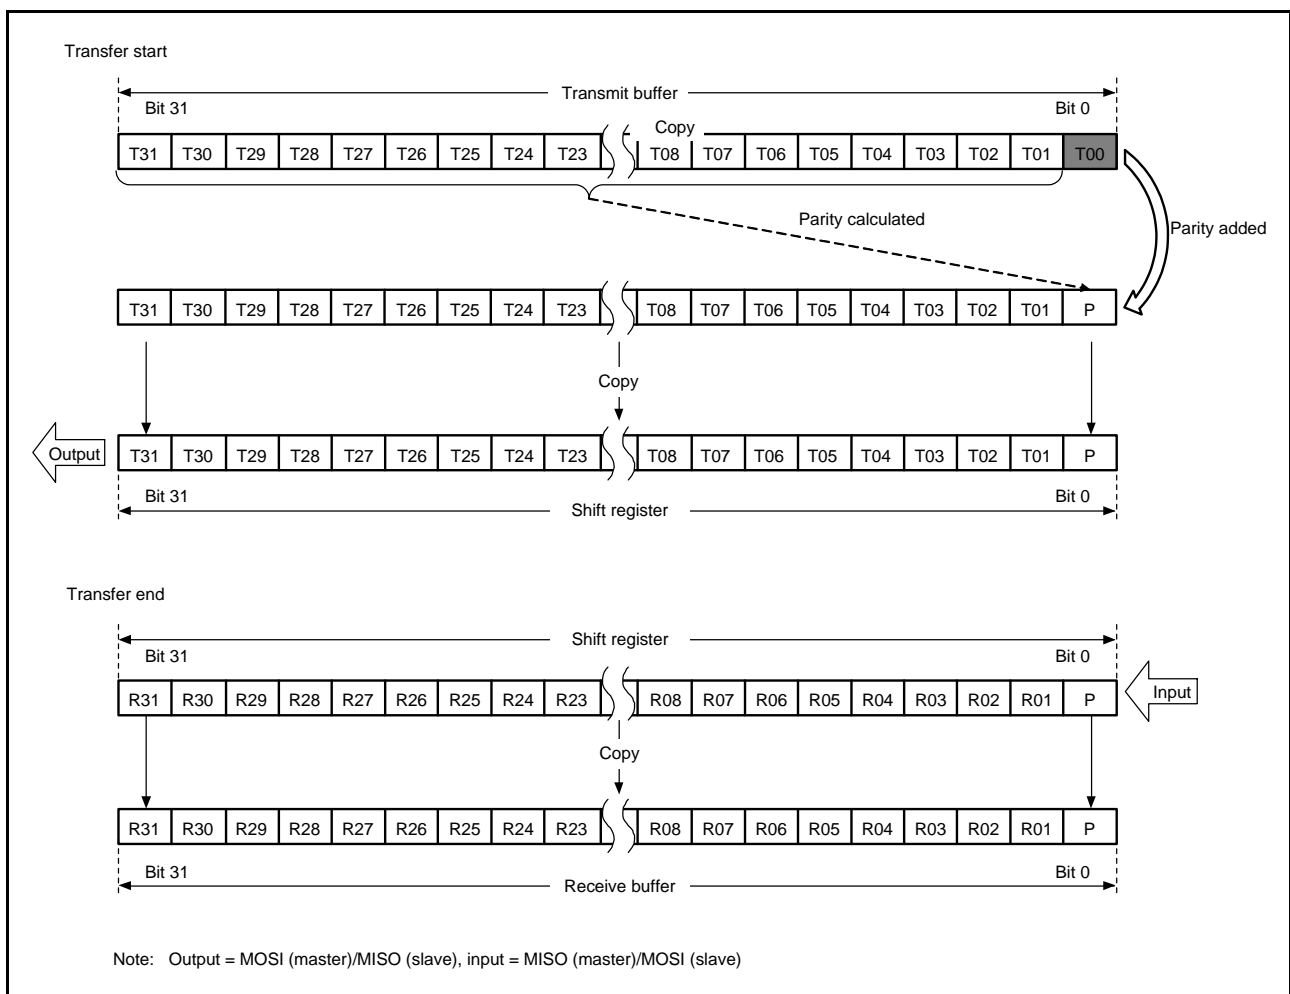 Transfer start
Transmit buffer
Bit 31 Bit 0
Copy
T31 T30 T29 T28 T27 T26 T25 T24 T23 T08 T07 T06 T05 T04 T03 T02 T01 T00
Parity calculated
Parity added
T31 T30 T29 T28 T27 T26 T25 T24 T23 T08 T07 T06 T05 T04 T03 T02 T01 P
Copy
Output T31 T30 T29 T28 T27 T26 T25 T24 T23 T08 T07 T06 T05 T04 T03 T02 T01 P
Bit 31 Bit 0
Shift register
Transfer end
Shift register
Bit 31 Bit 0
R31 R30 R29 R28 R27 R26 R25 R24 R23 R08 R07 R06 R05 R04 R03 R02 R01 P Input
Copy
R31 R30 R29 R28 R27 R26 R25 R24 R23 R08 R07 R06 R05 R04 R03 R02 R01 P
Bit 31 Bit 0
Receive buffer
Note: Output = MOSI (master)/MISO (slave), input = MISO (master)/MOSI (slave)